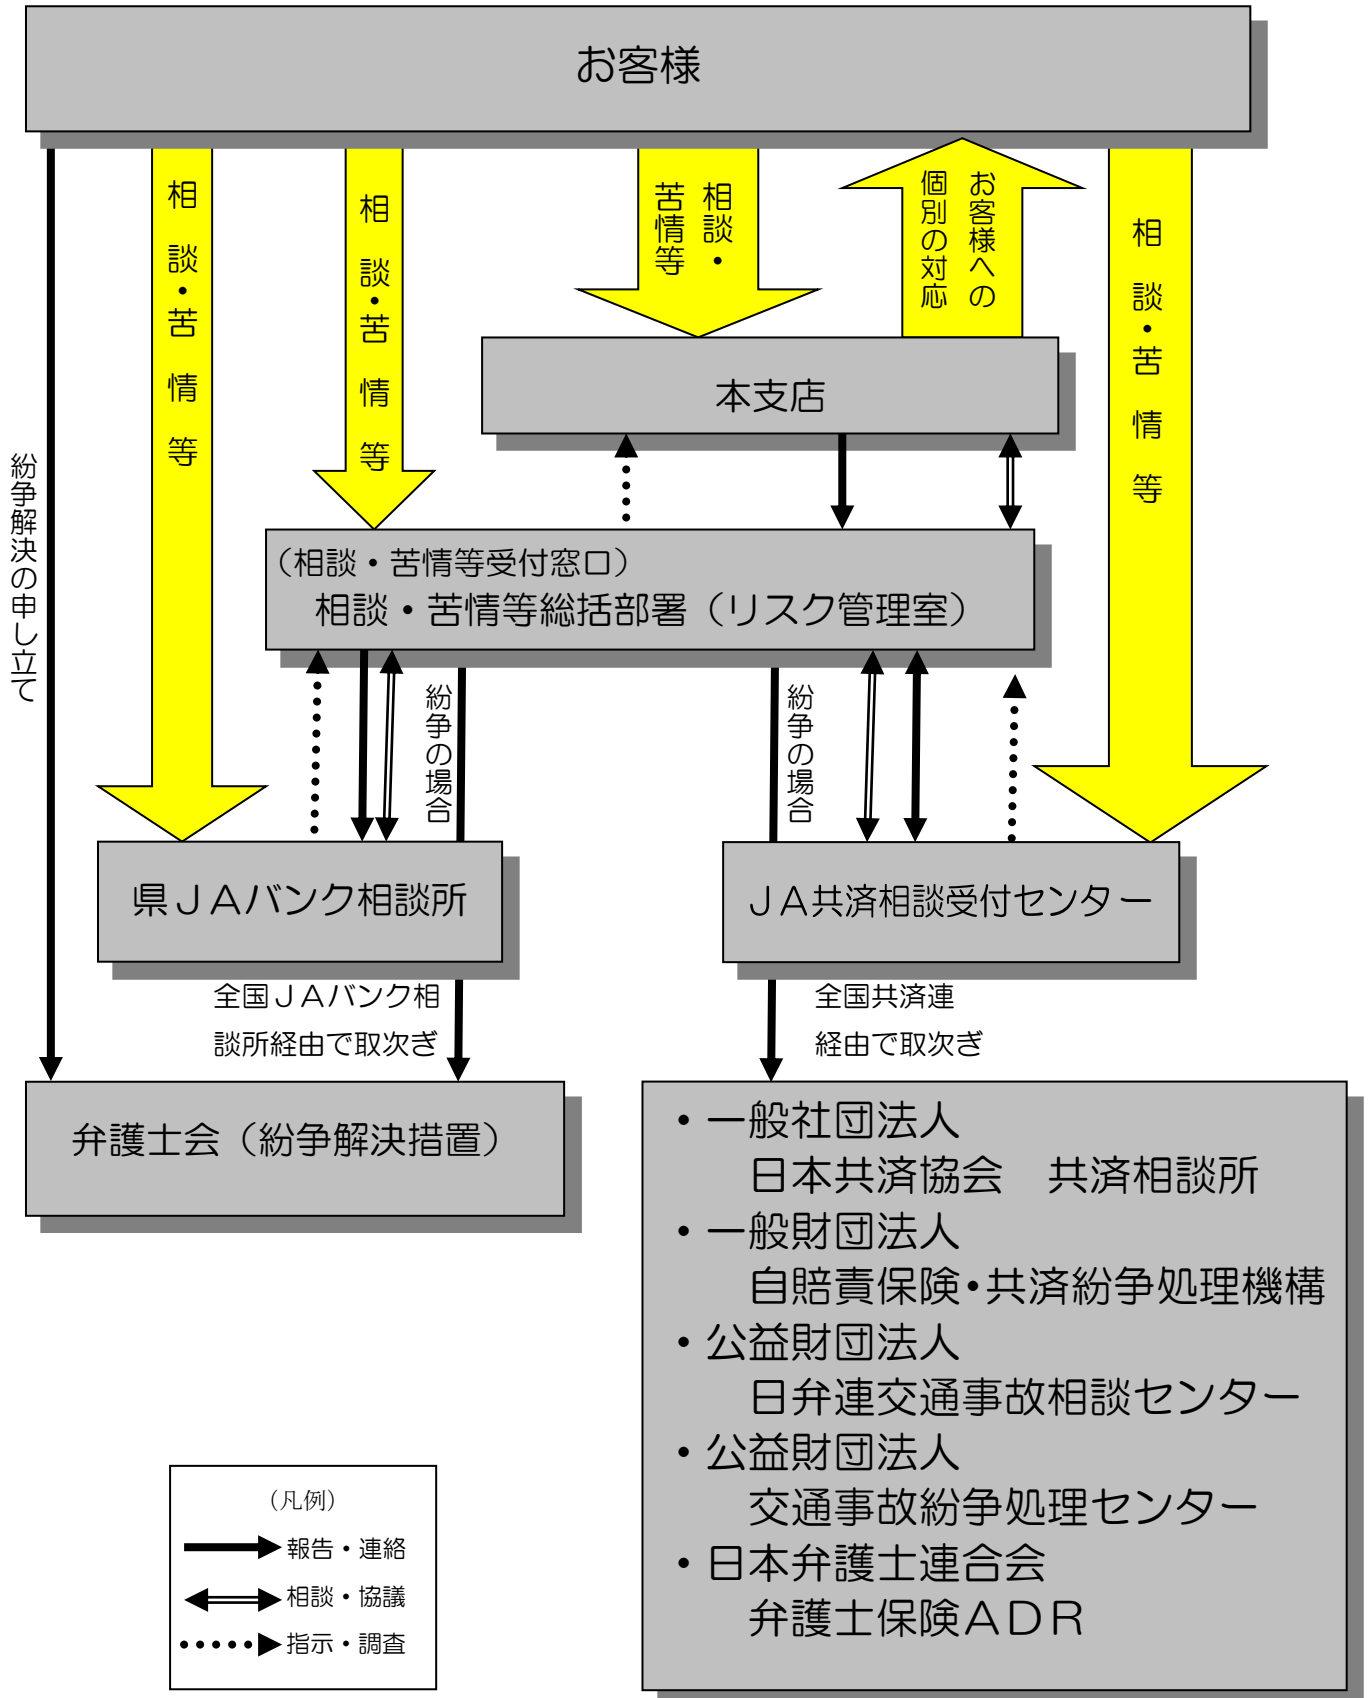 お客様
相談・苦情等
相談・苦情等
相談・
苦情等
お客様への
個別の対応
相談・苦情等
本支店
紛争解決の申し立て
（相談・苦情等受付窓口）
相談・苦情等総括部署（リスク管理室）
紛争の場合
紛争の場合
県ＪＡバンク相談所
ＪＡ共済相談受付センター
全国ＪＡバンク相
談所経由で取次ぎ
全国共済連
経由で取次ぎ
弁護士会（紛争解決措置）
・一般社団法人
日本共済協会　共済相談所
・一般財団法人
自賠責保険・共済紛争処理機構
・公益財団法人
日弁連交通事故相談センター
・公益財団法人
交通事故紛争処理センター
・日本弁護士連合会
弁護士保険ＡＤＲ
（凡例）
報告・連絡
相談・協議
指示・調査